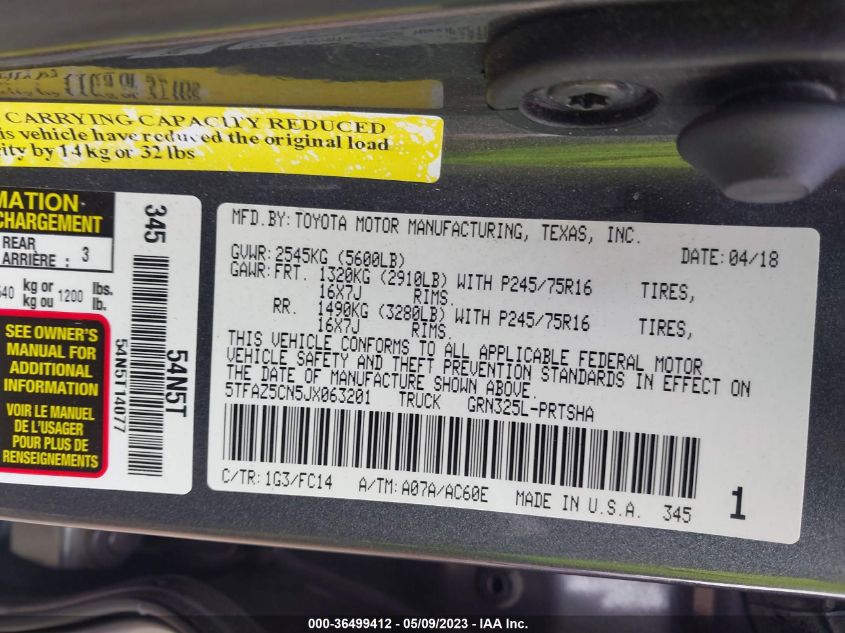 CARRYING CAPACITY REDUCED
is vehicle have reduced the original load
ity by 14 kg or 32 lbs
MATION
CHARGEMENT
REAR
ARRIÈRE : 3
kg or 1200 lbs.
kg ou lb.
SEE OWNER'S
MANUAL FOR
ADDITIONAL
INFORMATION
VOIR LE MANUEL
DE L'USAGER
POUR PLUS DE
RENSEIGNEMENTS
345
54N5T
54N5T14077
MFD.BY:TOYOTA MOTOR MANUFACTURING, TEXAS, INC.
GVWR:2545KG (5600LB) DATE:04/18
GAWR:FRT. 1320KG (2910LB) WITH P245/75R16 TIRES,
16X7J RIMS.
RR. 1490KG (3280LB) WITH P245/75R16 TIRES,
16X7J RIMS.
THIS VEHICLE CONFORMS TO ALL APPLICABLE FEDERAL MOTOR
VEHICLE SAFETY AND THEFT PREVENTION STANDARDS IN EFFECT ON
THE DATE OF MANUFACTURE SHOWN ABOVE.
5TFAZ5CN5JX063201 TRUCK GRN325L-PRTSHA
C/TR:1G3/FC14 A/TM:A07A/AC60E MADE IN U.S.A. 345
1
000-36499412 - 05/09/2023 - IAA Inc.